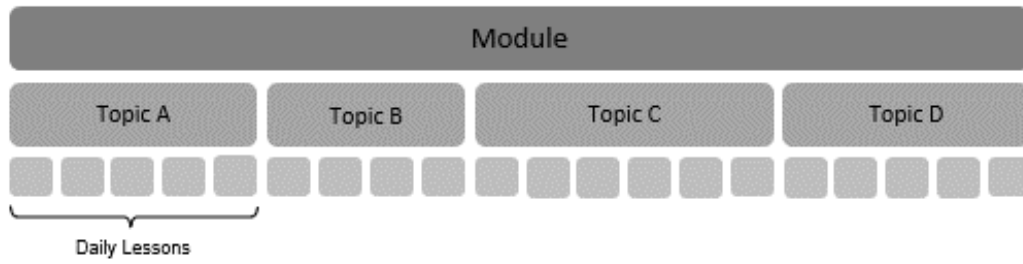 Module
Topic A
Topic B
Topic C
Topic D
Daily Lessons